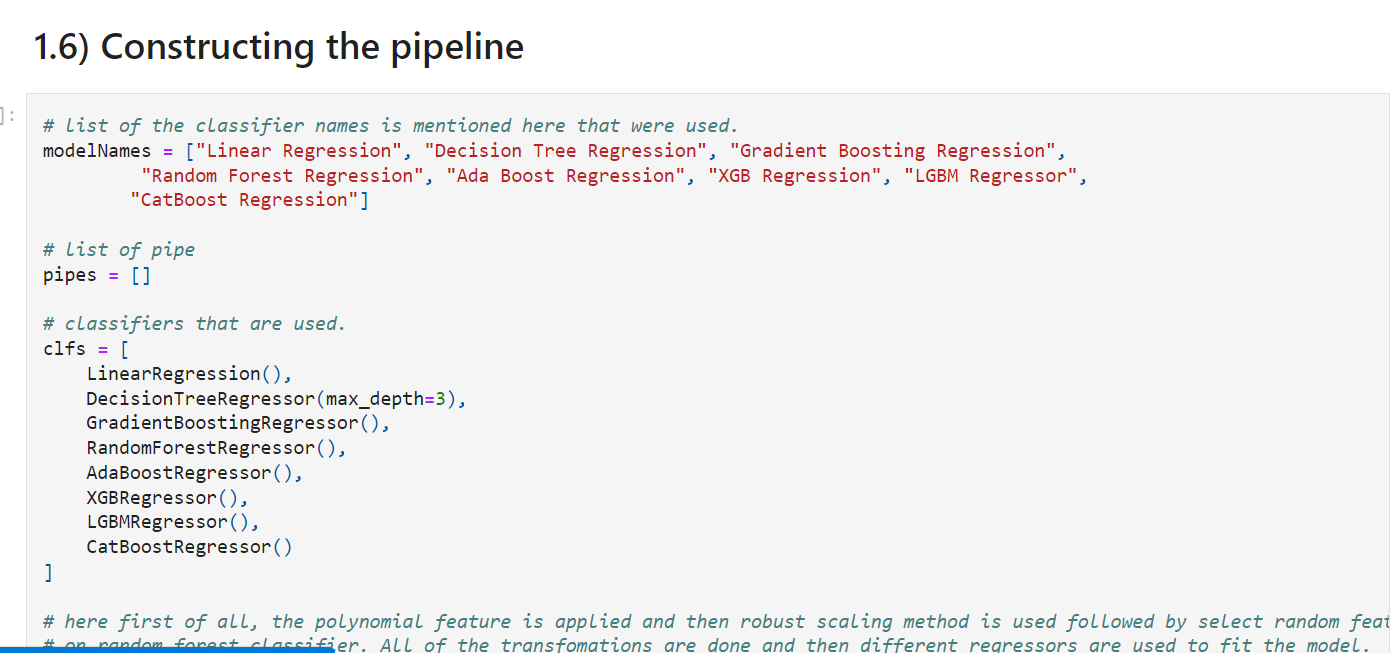 1.6) Constructing the pipeline
]:
# list of the classifier names is mentioned here that were used.
modelNames = ["Linear Regression", "Decision Tree Regression", "Gradient Boosting Regression",
"Random Forest Regression", "Ada Boost Regression", "XGB Regression", "LGBM Regressor",
"CatBoost Regression"]
# list of pipe
pipes = []
# classifiers that are used.
clfs = [
LinearRegression(),
DecisionTreeRegressor(max_depth=3),
GradientBoostingRegressor(),
RandomForestRegressor(),
AdaBoostRegressor(),
XGBRegressor(),
LGBMRegressor(),
CatBoostRegressor()
]
# here first of all, the polynomial feature is applied and then robust scaling method is used followed by select random feat
# on random forest classifier. All of the transfomations are done and then different regressors are used to fit the model.